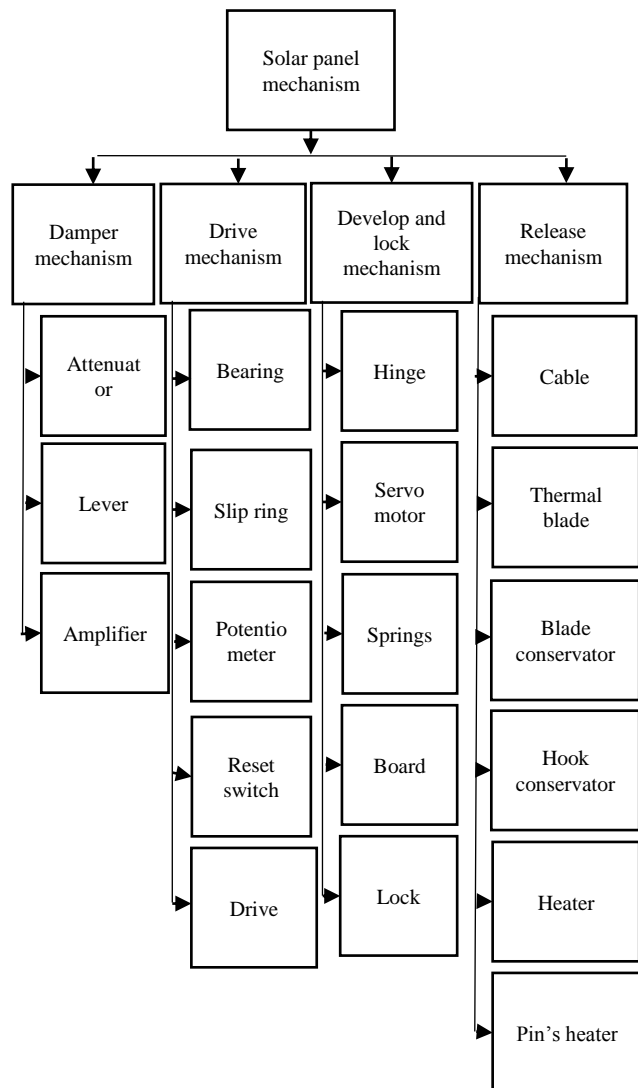 Solar panel
mechanism
Damper
mechanism
Drive
mechanism
Develop and
lock
mechanism
Release
mechanism
Attenuat
or
Lever
Amplifier
Bearing
Slip ring
Potentio
meter
Reset
switch
Drive
Hinge
Servo
motor
Springs
Board
Lock
Cable
Thermal
blade
Blade
conservator
Hook
conservator
Heater
Pin’s heater